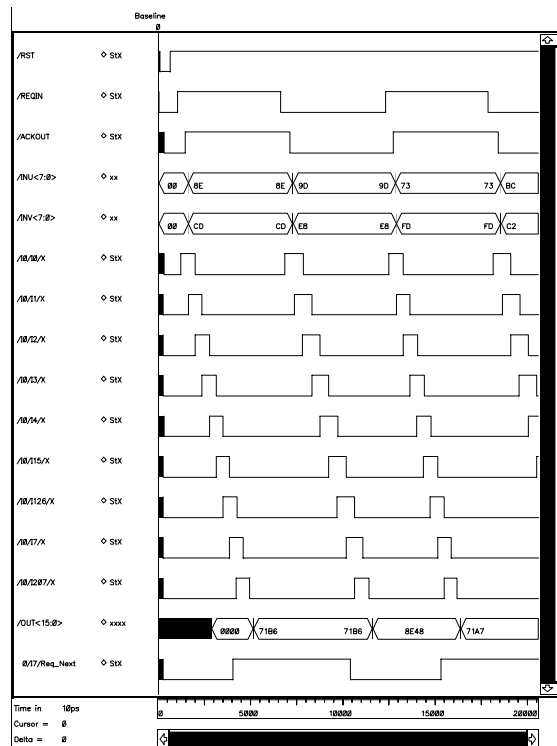 Baseline
0
/RST ◇ StX
/REQIN ◇ StX
/ACKOUT ◇ StX
/INU<7:0> ◇ xx 00 8E 8E 9D 9D 73 73 BC
/INV<7:0> ◇ xx 00 CD CD E8 E8 FD FD C2
/I0/I0/X ◇ StX
/I0/I1/X ◇ StX
/I0/I2/X ◇ StX
/I0/I3/X ◇ StX
/I0/I4/X ◇ StX
/I0/I15/X ◇ StX
/I0/I126/X ◇ StX
/I0/I7/X ◇ StX
/I0/I207/X ◇ StX
/OUT<15:0> ◇ xxxx 0000 71B6 71B6 8E48 71A7
0/I7/Req_Next ◇ StX
Time in 10ps 0 5000 10000 15000 20000
Cursor = 0
Delta = 0